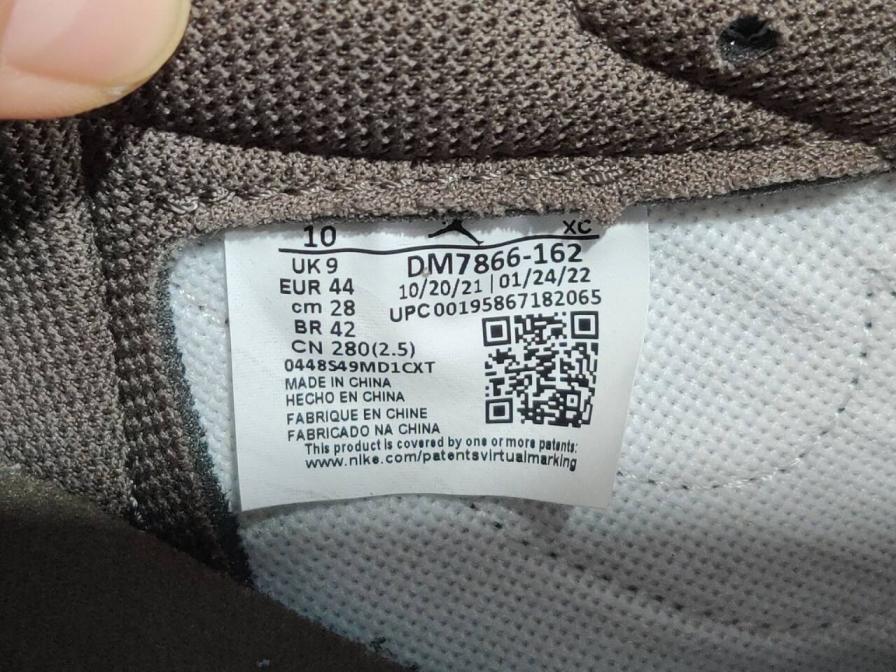 10 XC
UK 9 DM7866-162
EUR 44 10/20/21 | 01/24/22
cm 28 UPC 00195867182065
BR 42
CN 280(2.5)
0448S49MD1CXT
MADE IN CHINA
HECHO EN CHINA
FABRIQUE EN CHINE
FABRICADO NA CHINA
This product is covered by one or more patents:
www.nike.com/patentsvirtualmarking